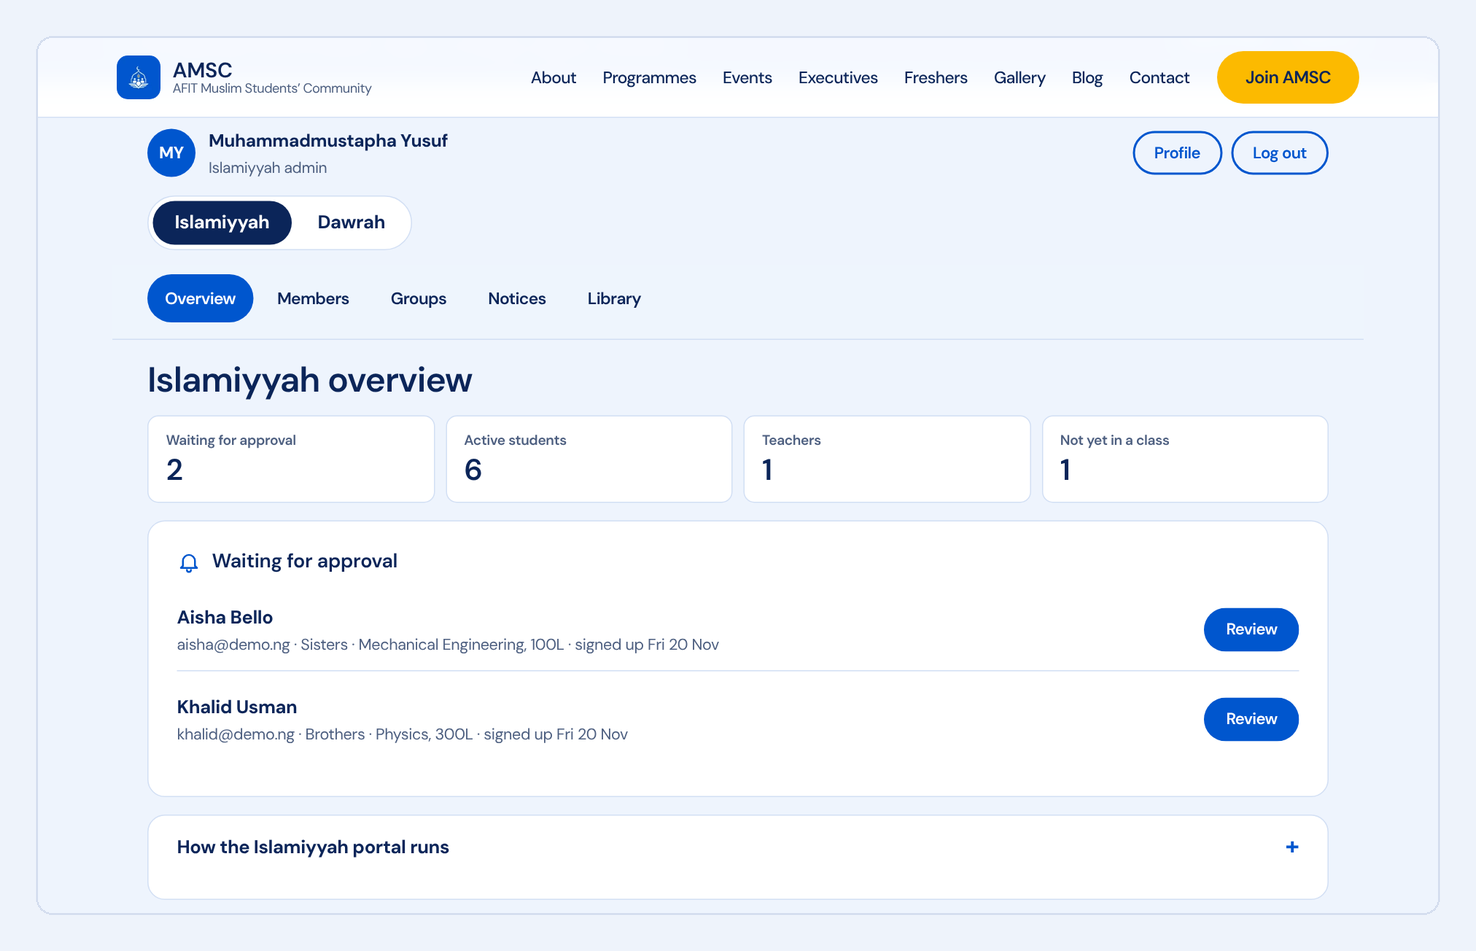 AMSC
AFIT Muslim Students’ Community
About Programmes Events Executives Freshers Gallery Blog Contact Join AMSC
MY
Muhammadmustapha Yusuf
Islamiyyah admin
Profile Log out
Islamiyyah Dawrah
Overview Members Groups Notices Library
Islamiyyah overview
Waiting for approval
2
Active students
6
Teachers
1
Not yet in a class
1
Waiting for approval
Aisha Bello
aisha@demo.ng · Sisters · Mechanical Engineering, 100L · signed up Fri 20 Nov
Review
Khalid Usman
khalid@demo.ng · Brothers · Physics, 300L · signed up Fri 20 Nov
Review
How the Islamiyyah portal runs
+